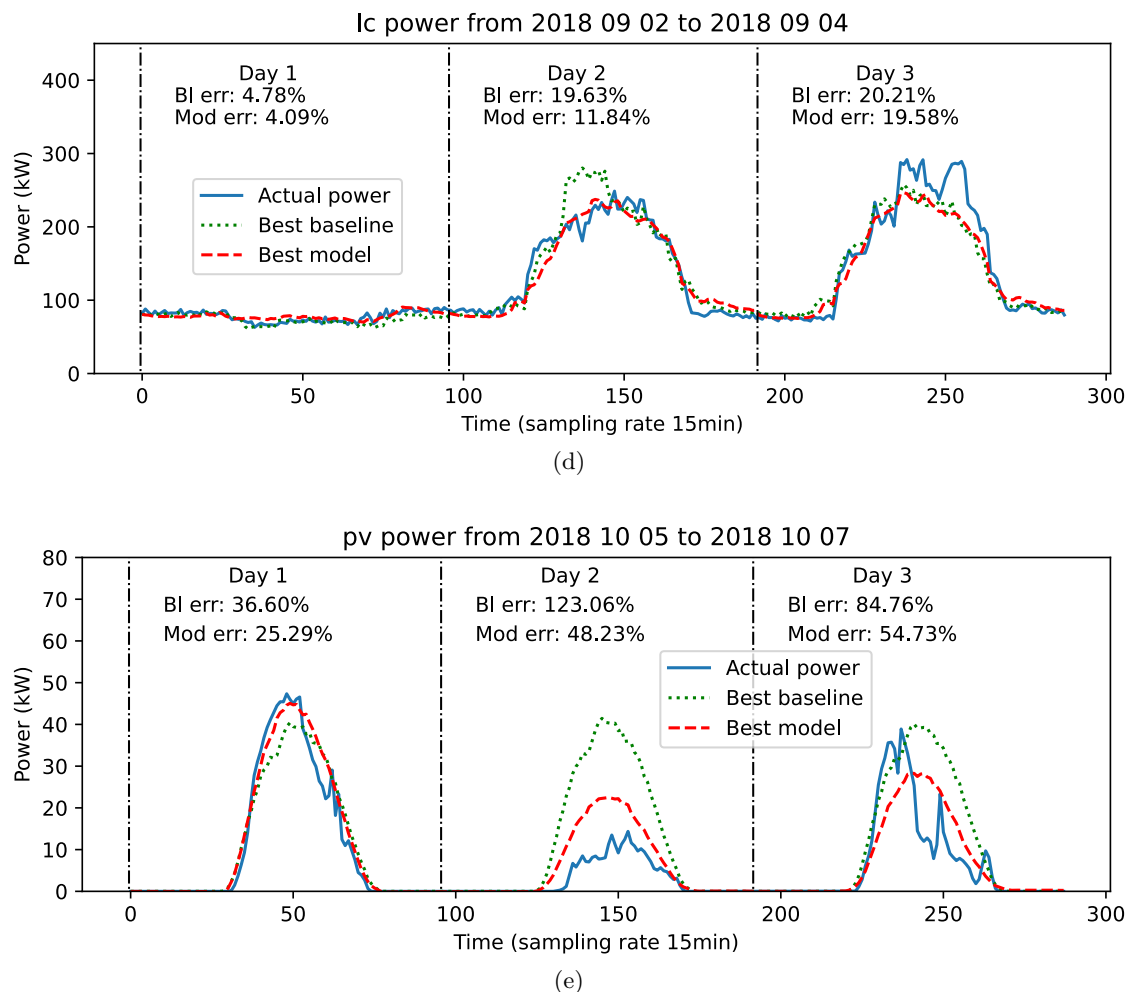 lc power from 2018 09 02 to 2018 09 04
400
300
200
100
0
Power (kW)
Day 1
Bl err: 4.78%
Mod err: 4.09%
Day 2
Bl err: 19.63%
Mod err: 11.84%
Day 3
Bl err: 20.21%
Mod err: 19.58%
Actual power
Best baseline
Best model
0 50 100 150 200 250 300
Time (sampling rate 15min)
(d)
pv power from 2018 10 05 to 2018 10 07
80
70
60
50
40
30
20
10
0
Power (kW)
Day 1
Bl err: 36.60%
Mod err: 25.29%
Day 2
Bl err: 123.06%
Mod err: 48.23%
Day 3
Bl err: 84.76%
Mod err: 54.73%
Actual power
Best baseline
Best model
0 50 100 150 200 250 300
Time (sampling rate 15min)
(e)